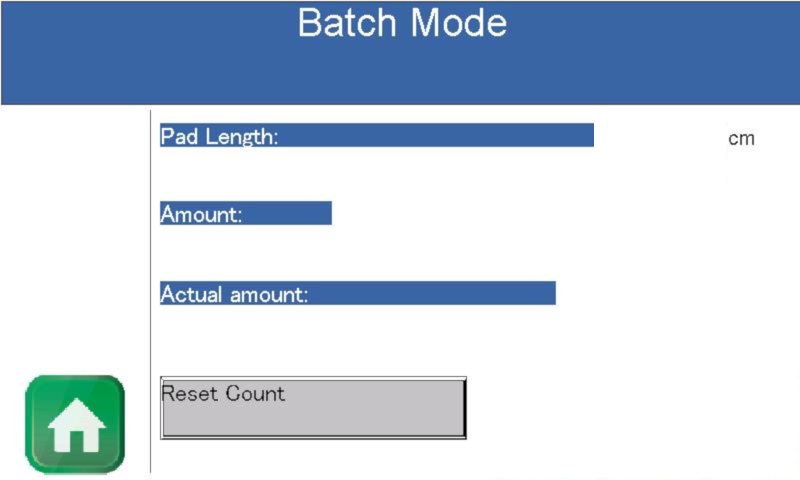 Batch Mode
Pad Length:
cm
Amount:
Actual amount:
Reset Count